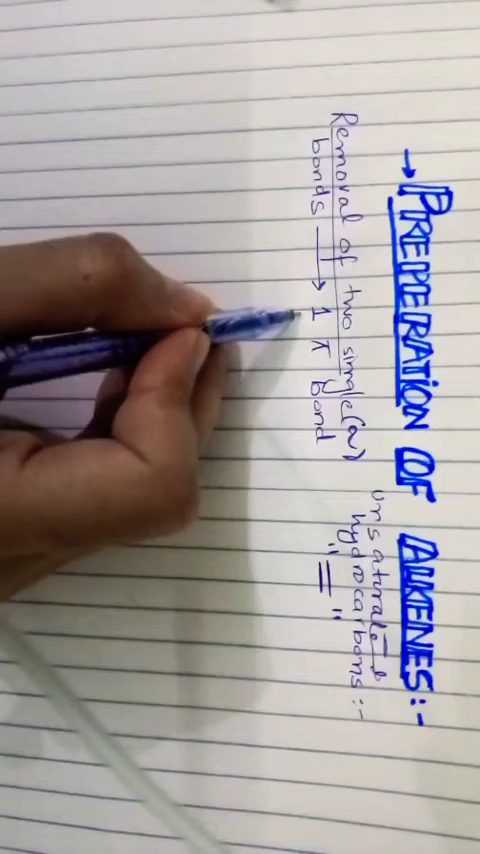 → PREPERATION OF ALKENES:-
unsaturated
hydrocarbons:-
"="
Removal of two single (σ)
bonds → 1 π bond